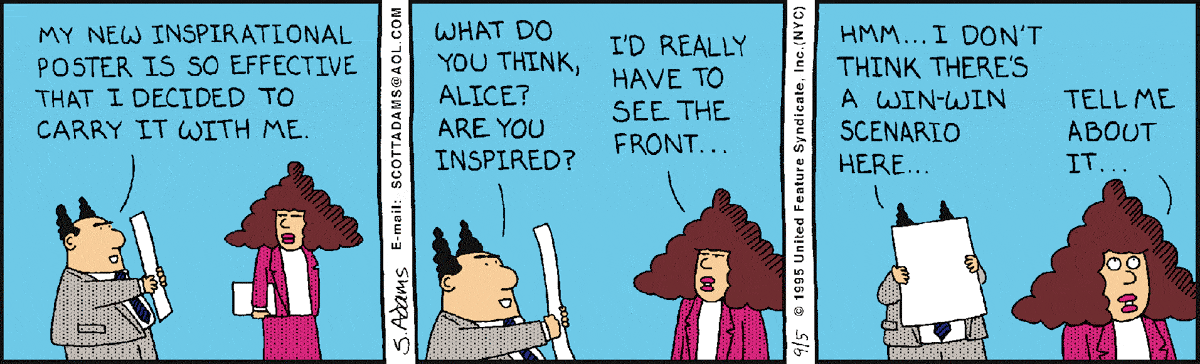 MY NEW INSPIRATIONAL
POSTER IS SO EFFECTIVE
THAT I DECIDED TO
CARRY IT WITH ME.
S. Adams E-mail: SCOTTADAMS@AOL.COM
WHAT DO
YOU THINK,
ALICE?
ARE YOU
INSPIRED?
I'D REALLY
HAVE TO
SEE THE
FRONT...
9/5 © 1995 United Feature Syndicate, Inc.(NYC)
HMM... I DON'T
THINK THERE'S
A WIN-WIN
SCENARIO
HERE...
TELL ME
ABOUT
IT...